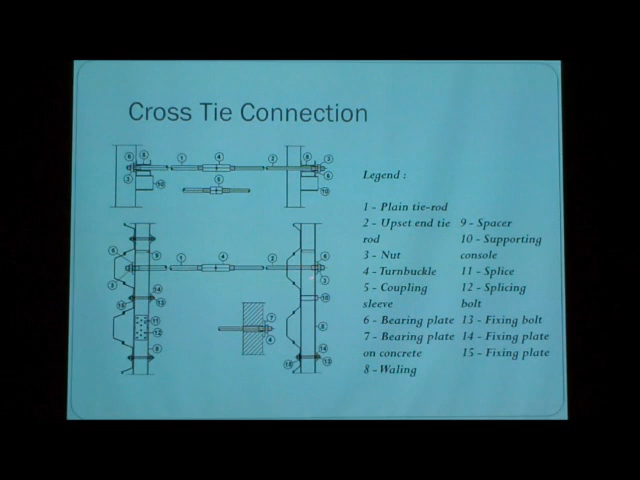 Cross Tie Connection
Legend :
1 - Plain tie-rod
2 - Upset end tie
rod
3 - Nut
4 - Turnbuckle
5 - Coupling
sleeve
6 - Bearing plate
7 - Bearing plate
on concrete
8 - Waling
9 - Spacer
10 - Supporting
console
11 - Splice
12 - Splicing
bolt
13 - Fixing bolt
14 - Fixing plate
15 - Fixing plate